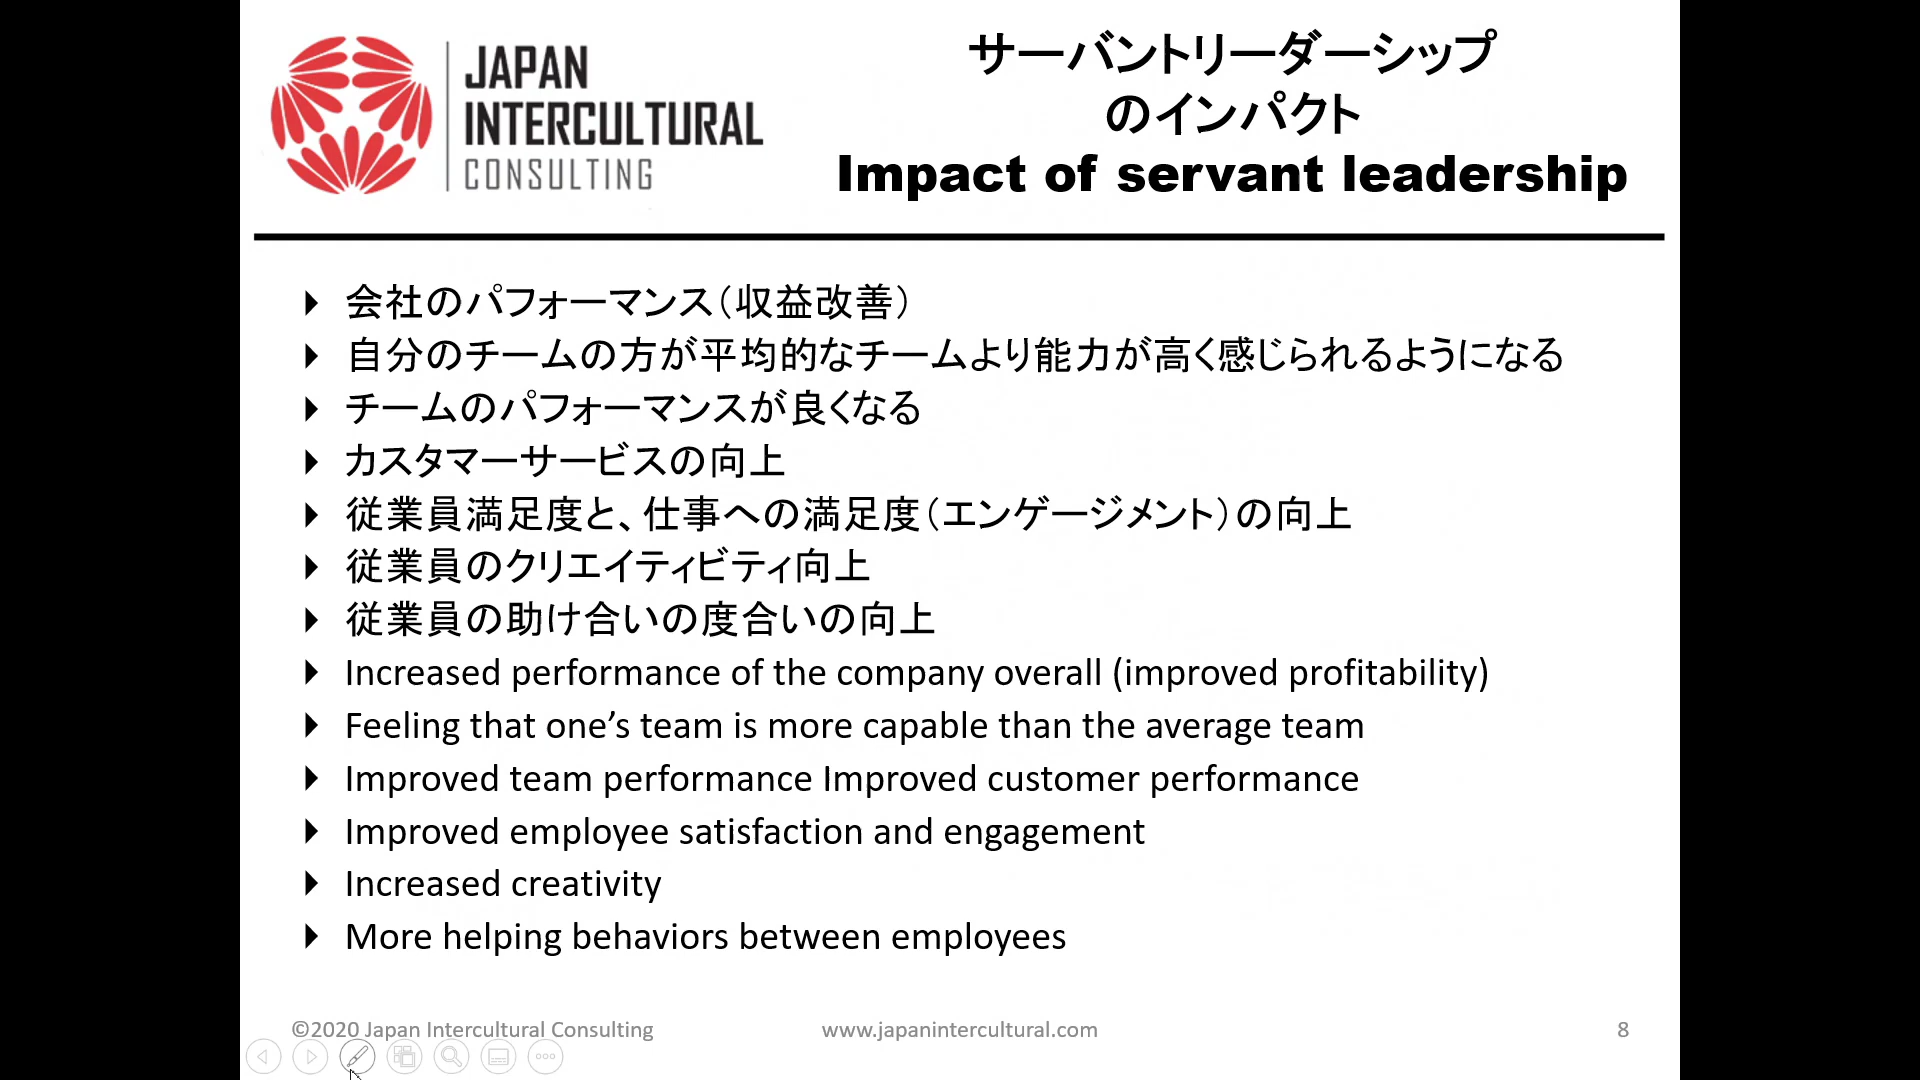 JAPAN
INTERCULTURAL
CONSULTING
サーバントリーダーシップ
のインパクト
Impact of servant leadership
会社のパフォーマンス（収益改善）
自分のチームの方が平均的なチームより能力が高く感じられるようになる
チームのパフォーマンスが良くなる
カスタマーサービスの向上
従業員満足度と、仕事への満足度（エンゲージメント）の向上
従業員のクリエイティビティ向上
従業員の助け合いの度合いの向上
Increased performance of the company overall (improved profitability)
Feeling that one’s team is more capable than the average team
Improved team performance Improved customer performance
Improved employee satisfaction and engagement
Increased creativity
More helping behaviors between employees
©2020 Japan Intercultural Consulting
www.japanintercultural.com
8